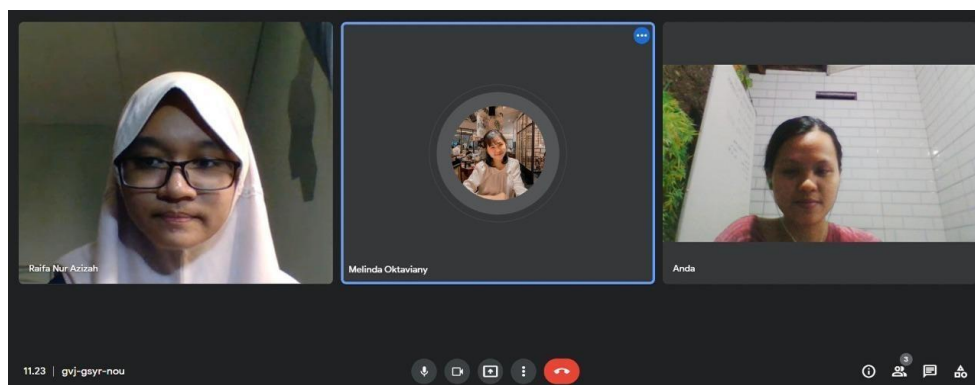 Raifa Nur Azizah
Melinda Oktaviany
Anda
3
11.23 | gvj-gsyr-nou